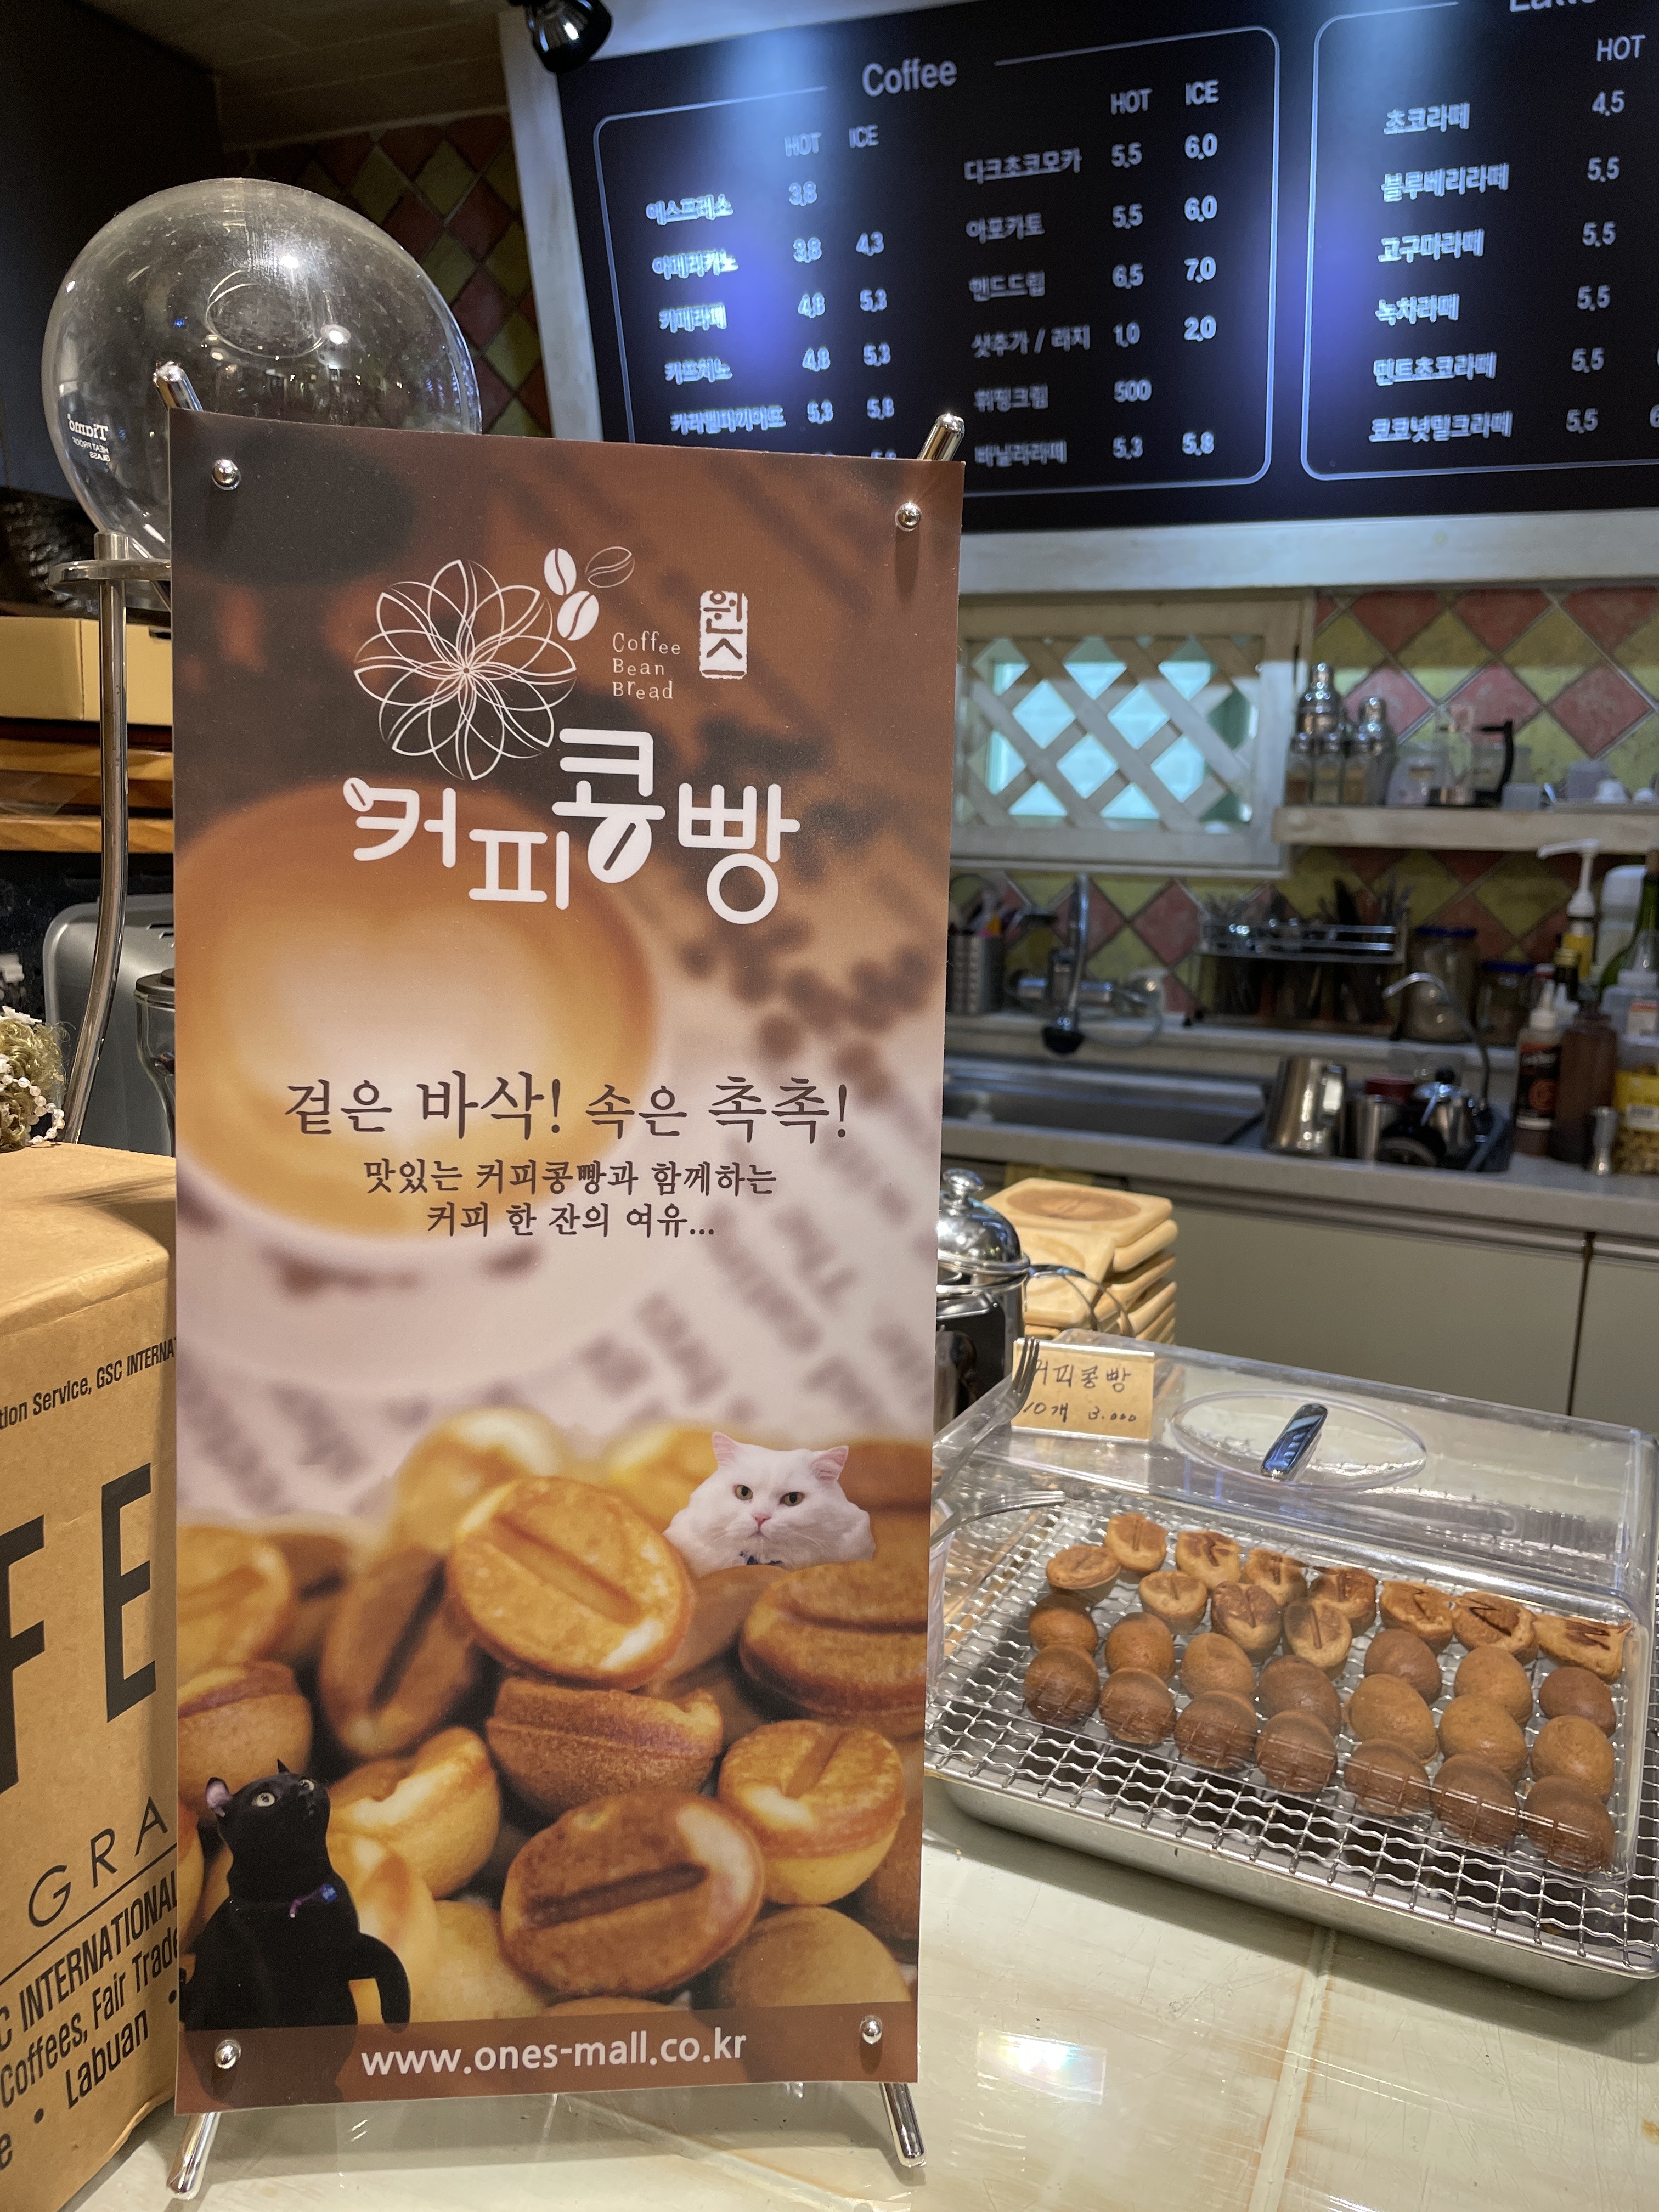 Coffee
HOT ICE
에스프레소 3.8
아메리카노 3.8 4.3
카페라떼 4.8 5.3
카푸치노 4.8 5.3
카라멜마끼아또 5.3 5.8
HOT ICE
다크초코모카 5.5 6.0
아포카토 5.5 6.0
핸드드립 6.5 7.0
샷추가 / 라지 1.0 2.0
휘핑크림 500
바닐라라떼 5.3 5.8
HOT
초코라떼 4.5
블루베리라떼 5.5
고구마라떼 5.5
녹차라떼 5.5
민트초코라떼 5.5
코코넛밀크라떼 5.5
Tiamo
HEAT PROOF
GLASS
Coffee
Bean
Bread
원스
커피콩빵
겉은 바삭! 속은 촉촉!
맛있는 커피콩빵과 함께하는
커피 한 잔의 여유...
www.ones-mall.co.kr
커피콩빵
10개 3.000
Service, GSC
FE
GRA
INTERNATIONAL
Coffees, Fair Trade
• Labuan •